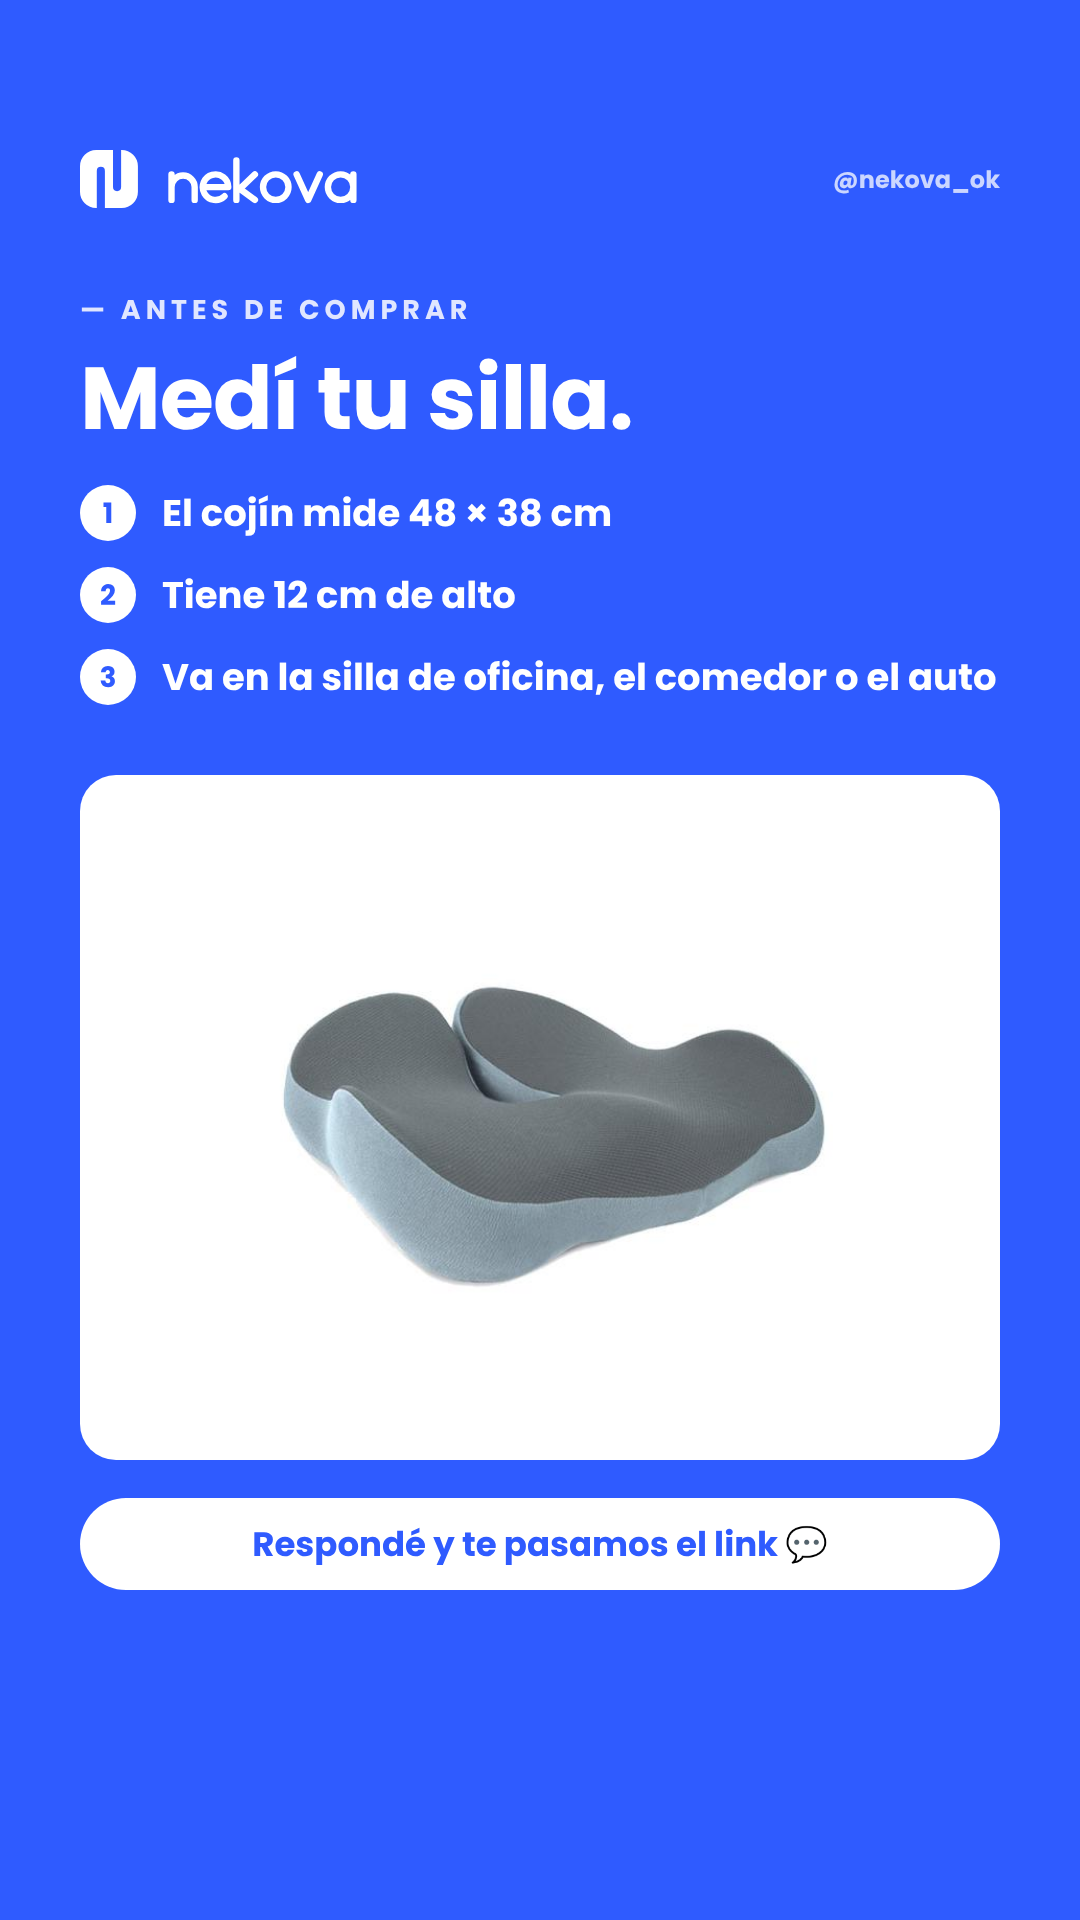 nekova
@nekova_ok
— ANTES DE COMPRAR
Medí tu silla.
1 El cojín mide 48 × 38 cm
2 Tiene 12 cm de alto
3 Va en la silla de oficina, el comedor o el auto
Respondé y te pasamos el link 💬